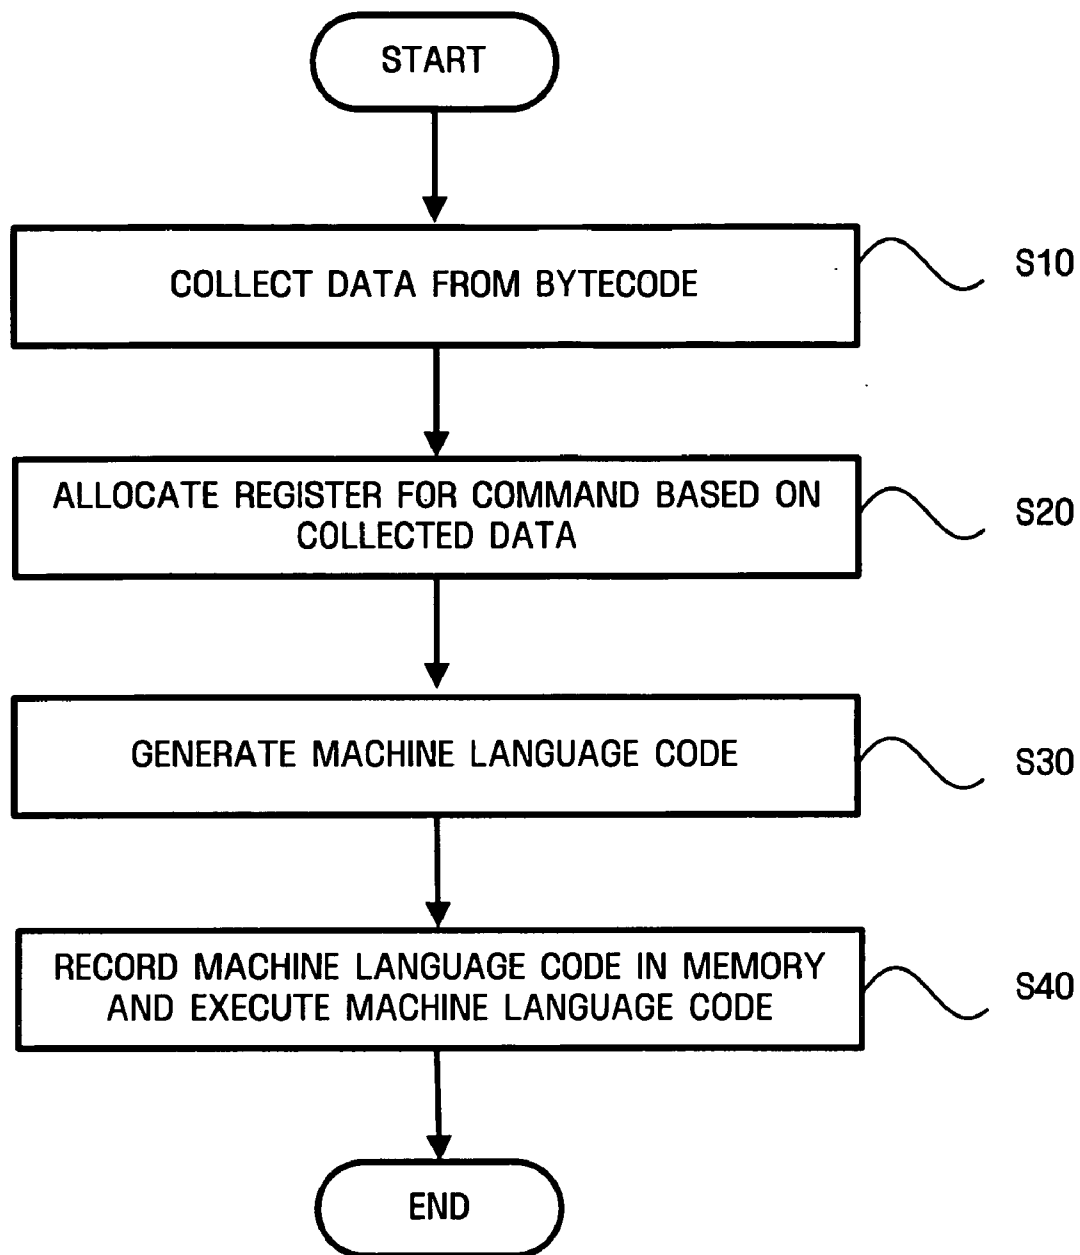 START
COLLECT DATA FROM BYTECODE
S10
ALLOCATE REGISTER FOR COMMAND BASED ON
COLLECTED DATA
S20
GENERATE MACHINE LANGUAGE CODE
S30
RECORD MACHINE LANGUAGE CODE IN MEMORY
AND EXECUTE MACHINE LANGUAGE CODE
S40
END